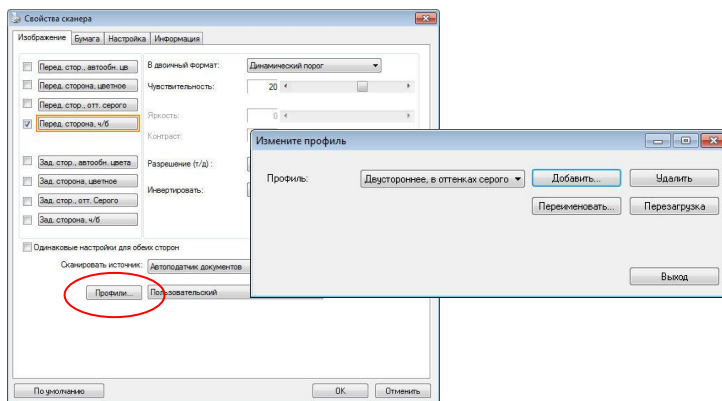 Свойства сканера
Изображение Бумага Настройка Информация
Перед. стор., автообн. цв
В двоичный формат: Динамический порог
Перед. сторона, цветное
Чувствительность: 20
Перед. стор., отт. серого
Яркость: 0
Перед. сторона, ч/б
Контраст:
Зад. стор., автообн. цвета
Разрешение (т/д) :
Зад. сторона, цветное
Инвертировать:
Зад. стор., отт. Серого
Зад. сторона, ч/б
Одинаковые настройки для обеих сторон
Сканировать источник: Автоподатчик документов
Профили... Пользовательский
По умолчанию OK Отменить
Измените профиль
Профиль: Двустороннее, в оттенках серого Добавить... Удалить
Переименовать... Перезагрузка
Выход